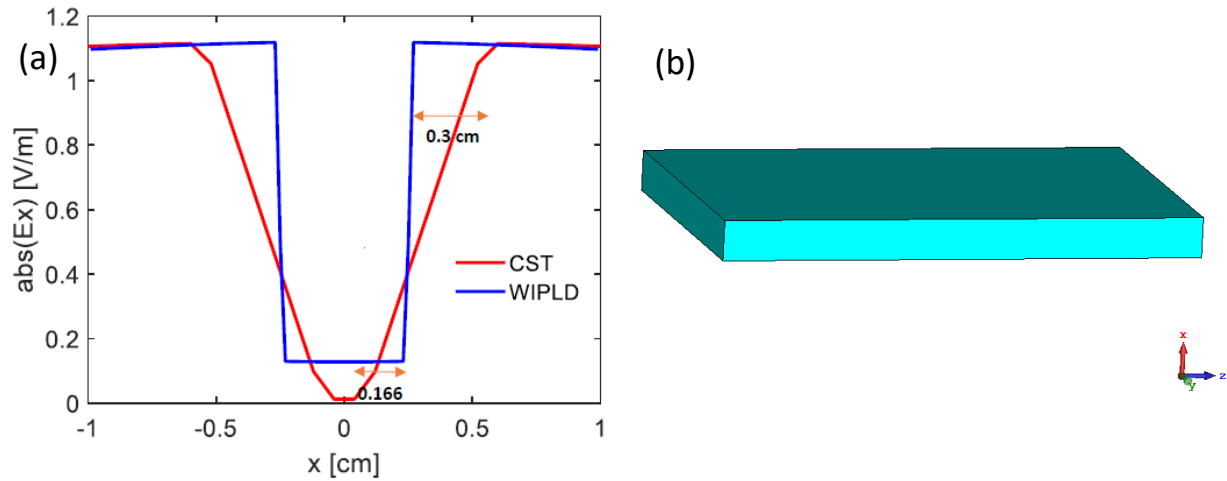 (a)
(b)
1.2
1
0.8
0.6
0.4
0.2
0
abs(Ex) [V/m]
0.3 cm
CST
WIPLD
0.166
-1 -0.5 0 0.5 1
x [cm]
x
z
y